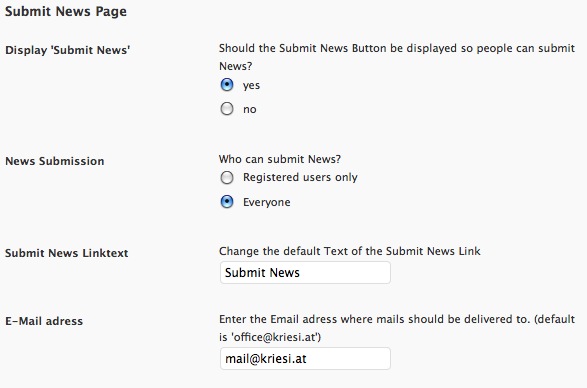 Submit News Page
Display 'Submit News'
Should the Submit News Button be displayed so people can submit
News?
yes
no
News Submission
Who can submit News?
Registered users only
Everyone
Submit News Linktext
Change the default Text of the Submit News Link
Submit News
E-Mail adress
Enter the Email adress where mails should be delivered to. (default
is 'office@kriesi.at')
mail@kriesi.at